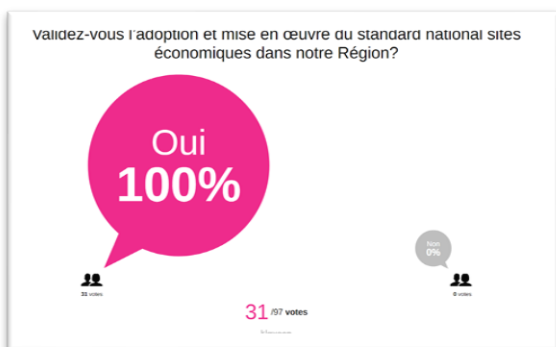 Validez-vous l'adoption et mise en œuvre du standard national sites
économiques dans notre Région?
Oui
100%
Non
0%
31 votes
0 votes
31 /97 votes